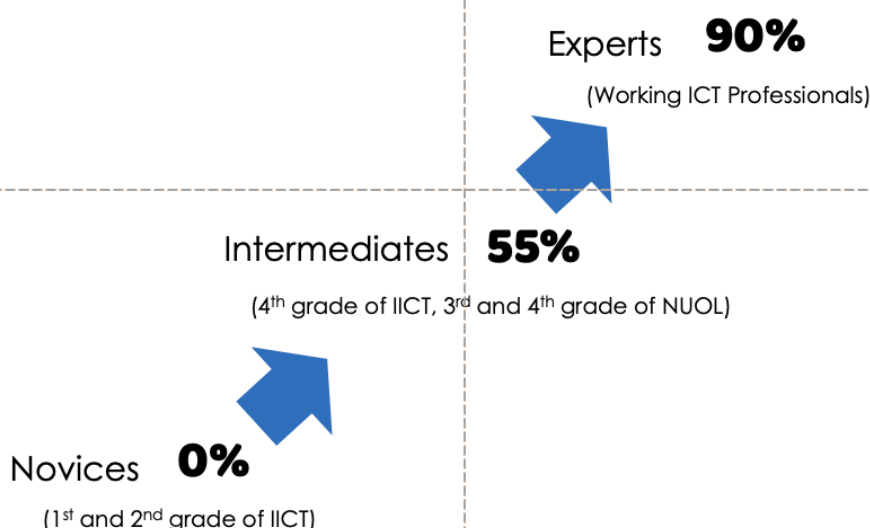 Experts 90%
(Working ICT Professionals)
Intermediates 55%
(4th grade of IICT, 3rd and 4th grade of NUOL)
Novices 0%
(1st and 2nd grade of IICT)